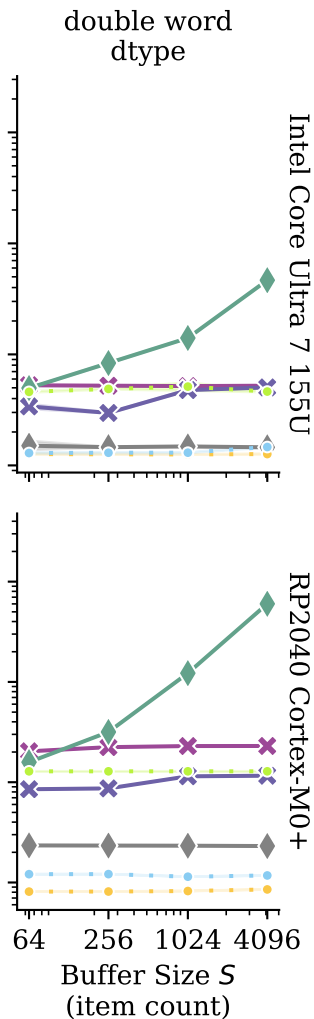 double word
dtype
Intel Core Ultra 7 155U
RP2040 Cortex-M0+
64 256 1024 4096
Buffer Size S
(item count)